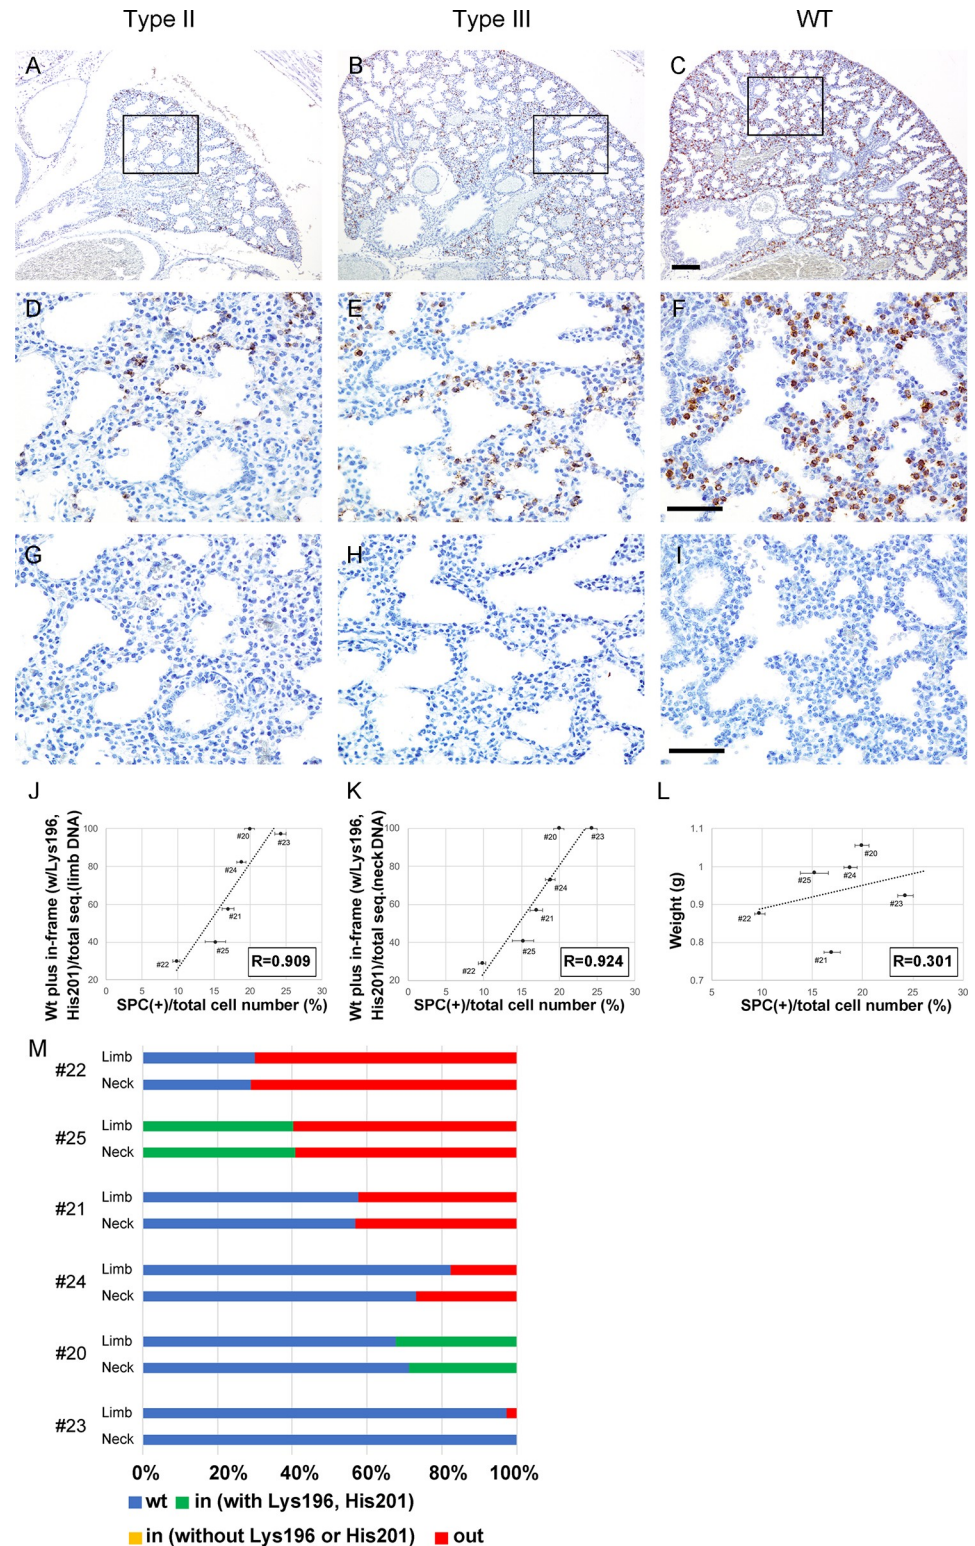 Type II Type III WT
A B C
D E F
G H I
J K L
Wt plus in-frame (w/Lys196,
His201)/total seq.(limb DNA)
100
80
60
40
20
#20
#23
#24
#21
#25
#22
R=0.909
0 5 10 15 20 25 30
SPC(+)/total cell number (%)
Wt plus in-frame (w/Lys196,
His201)/total seq.(neck DNA)
100
80
60
40
20
#20
#23
#24
#21
#25
#22
R=0.924
0 5 10 15 20 25 30
SPC(+)/total cell number (%)
Weight (g)
1.1
1
0.9
0.8
0.7
#20
#24
#25
#23
#22
#21
R=0.301
5 10 15 20 25 30
SPC(+)/total cell number (%)
M
#22 Limb
Neck
#25 Limb
Neck
#21 Limb
Neck
#24 Limb
Neck
#20 Limb
Neck
#23 Limb
Neck
0% 20% 40% 60% 80% 100%
wt in (with Lys196, His201)
in (without Lys196 or His201) out